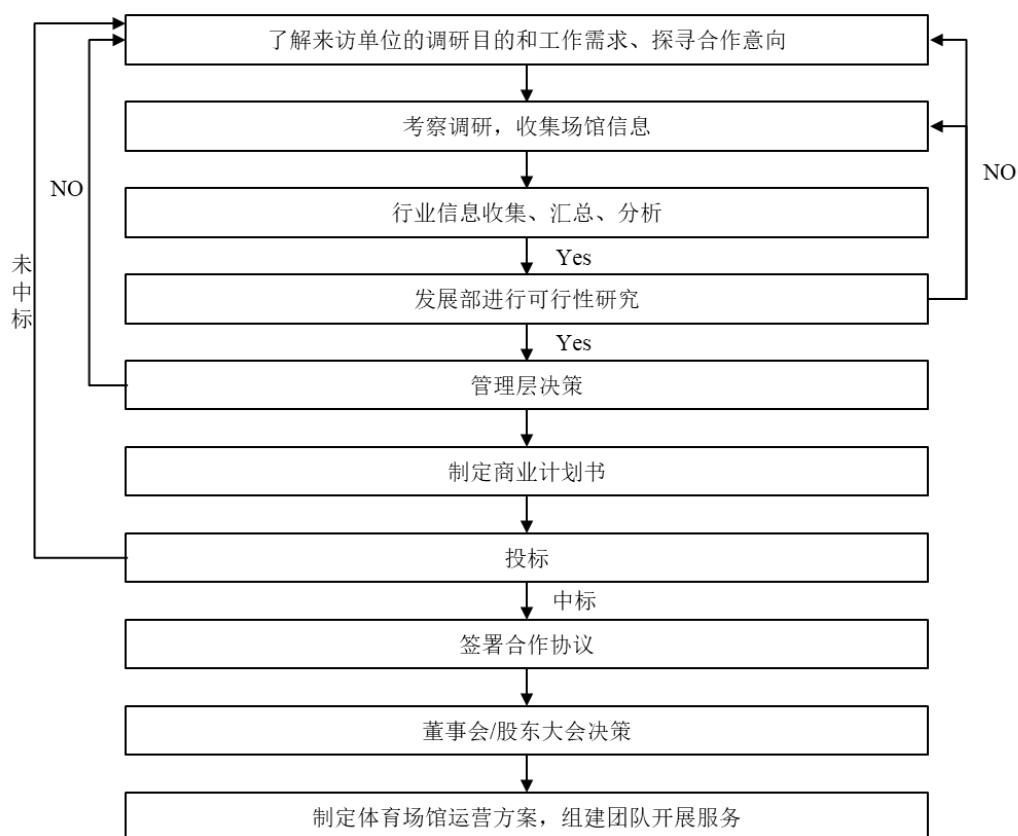 了解来访单位的调研目的和工作需求、探寻合作意向
考察调研，收集场馆信息
NO
NO
行业信息收集、汇总、分析
Yes
未
中
标
发展部进行可行性研究
Yes
管理层决策
制定商业计划书
投标
中标
签署合作协议
董事会/股东大会决策
制定体育场馆运营方案，组建团队开展服务